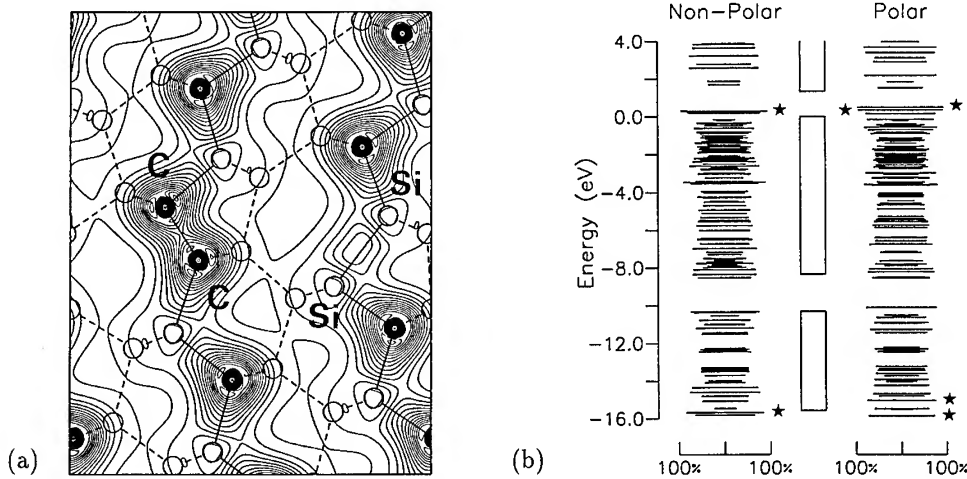 C
Si
C
Si
(a)
Non-Polar
Polar
Energy (eV)
4.0
0.0
−4.0
−8.0
−12.0
−16.0
★
★
★
★
★
★
100%
100%
100%
100%
(b)